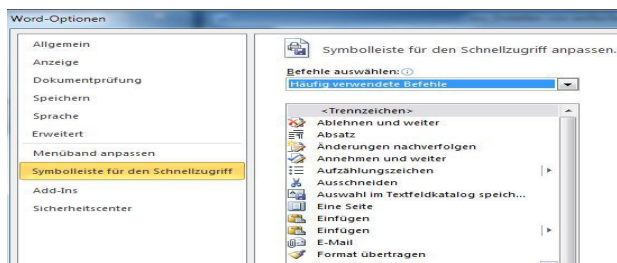 Word-Optionen
Allgemein
Anzeige
Dokumentprüfung
Speichern
Sprache
Erweitert
Menüband anpassen
Symbolleiste für den Schnellzugriff
Add-Ins
Sicherheitscenter
Symbolleiste für den Schnellzugriff anpassen.
Befehle auswählen:
Häufig verwendete Befehle
<Trennzeichen>
Ablehnen und weiter
Absatz
Änderungen nachverfolgen
Annehmen und weiter
Aufzählungszeichen
Ausschneiden
Auswahl im Textfeldkatalog speich...
Eine Seite
Einfügen
Einfügen
E-Mail
Format übertragen